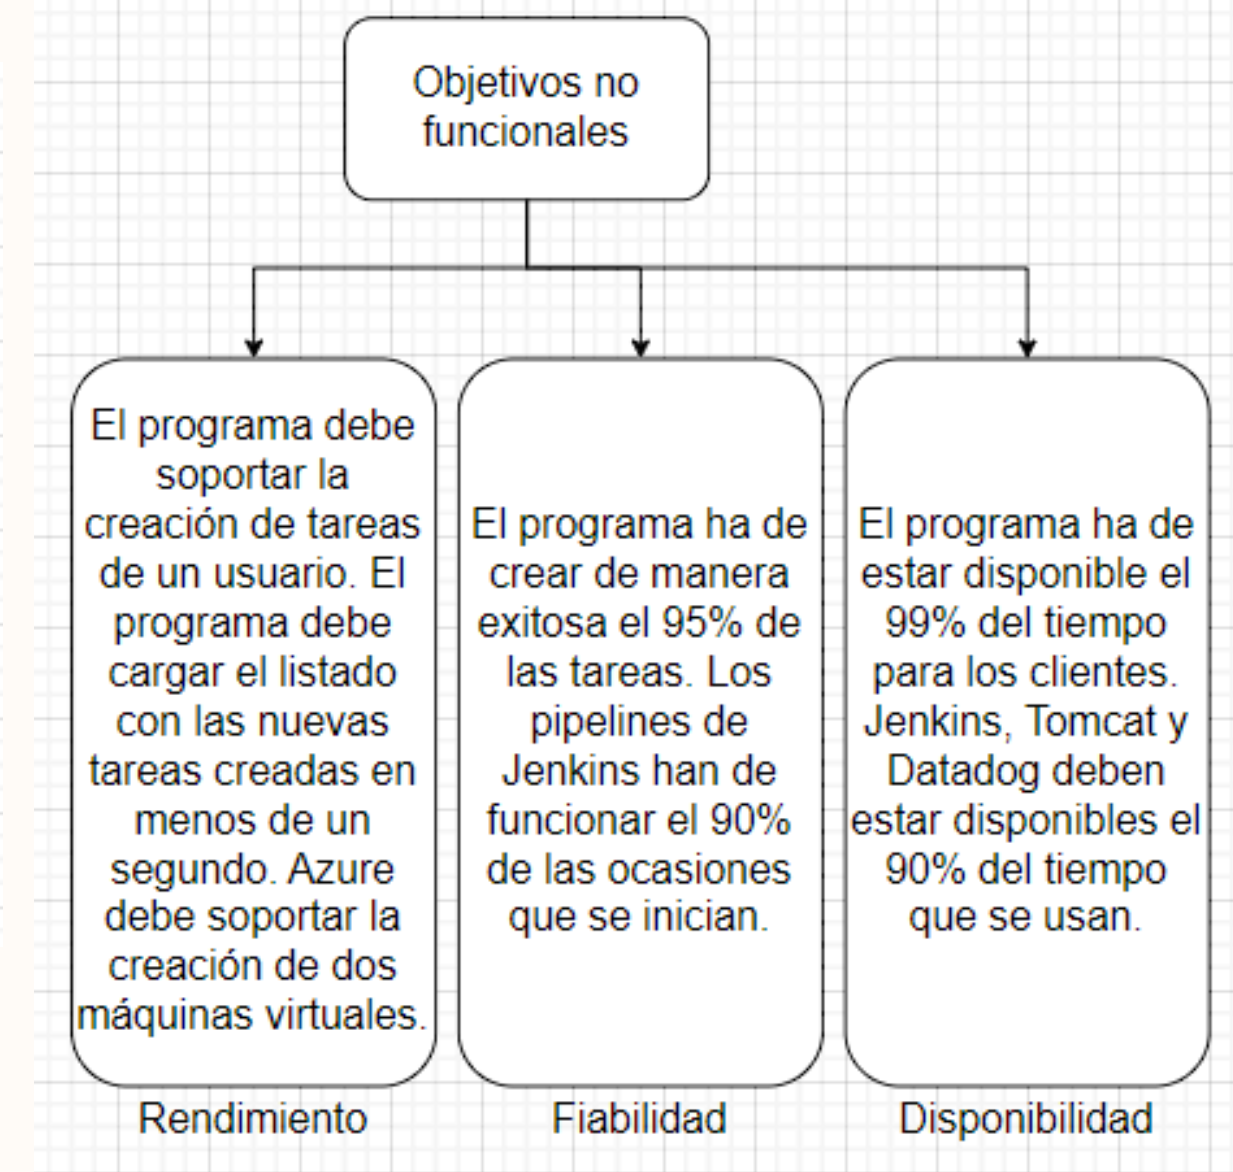 Objetivos no
funcionales
El programa debe
soportar la
creación de tareas
de un usuario. El
programa debe
cargar el listado
con las nuevas
tareas creadas en
menos de un
segundo. Azure
debe soportar la
creación de dos
máquinas virtuales.
Rendimiento
El programa ha de
crear de manera
exitosa el 95% de
las tareas. Los
pipelines de
Jenkins han de
funcionar el 90%
de las ocasiones
que se inician.
Fiabilidad
El programa ha de
estar disponible el
99% del tiempo
para los clientes.
Jenkins, Tomcat y
Datadog deben
estar disponibles el
90% del tiempo
que se usan.
Disponibilidad